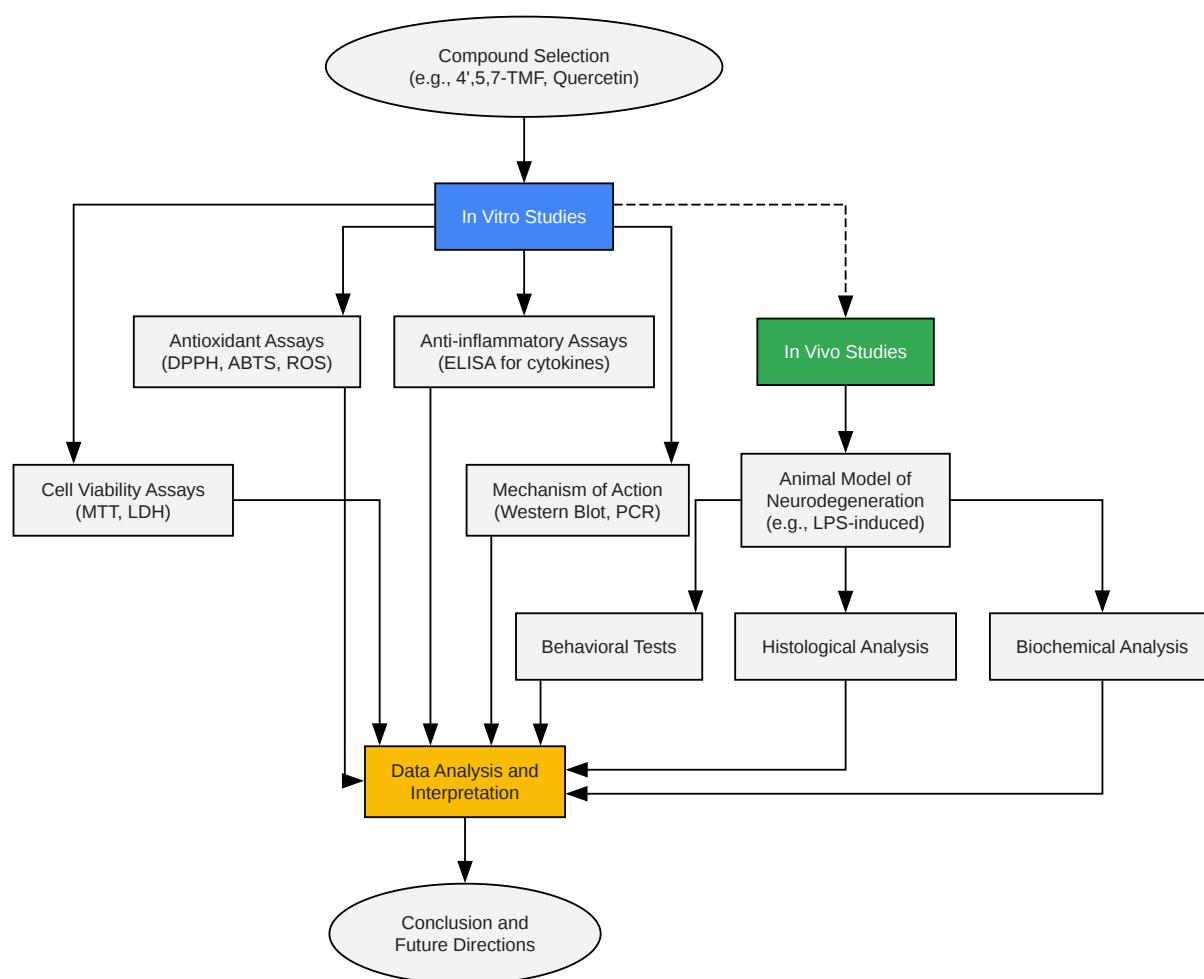 Compound Selection
(e.g., 4',5,7-TMF, Quercetin)
In Vitro Studies
Antioxidant Assays
(DPPH, ABTS, ROS)
Anti-inflammatory Assays
(ELISA for cytokines)
In Vivo Studies
Cell Viability Assays
(MTT, LDH)
Mechanism of Action
(Western Blot, PCR)
Animal Model of
Neurodegeneration
(e.g., LPS-induced)
Behavioral Tests
Histological Analysis
Biochemical Analysis
Data Analysis and
Interpretation
Conclusion and
Future Directions